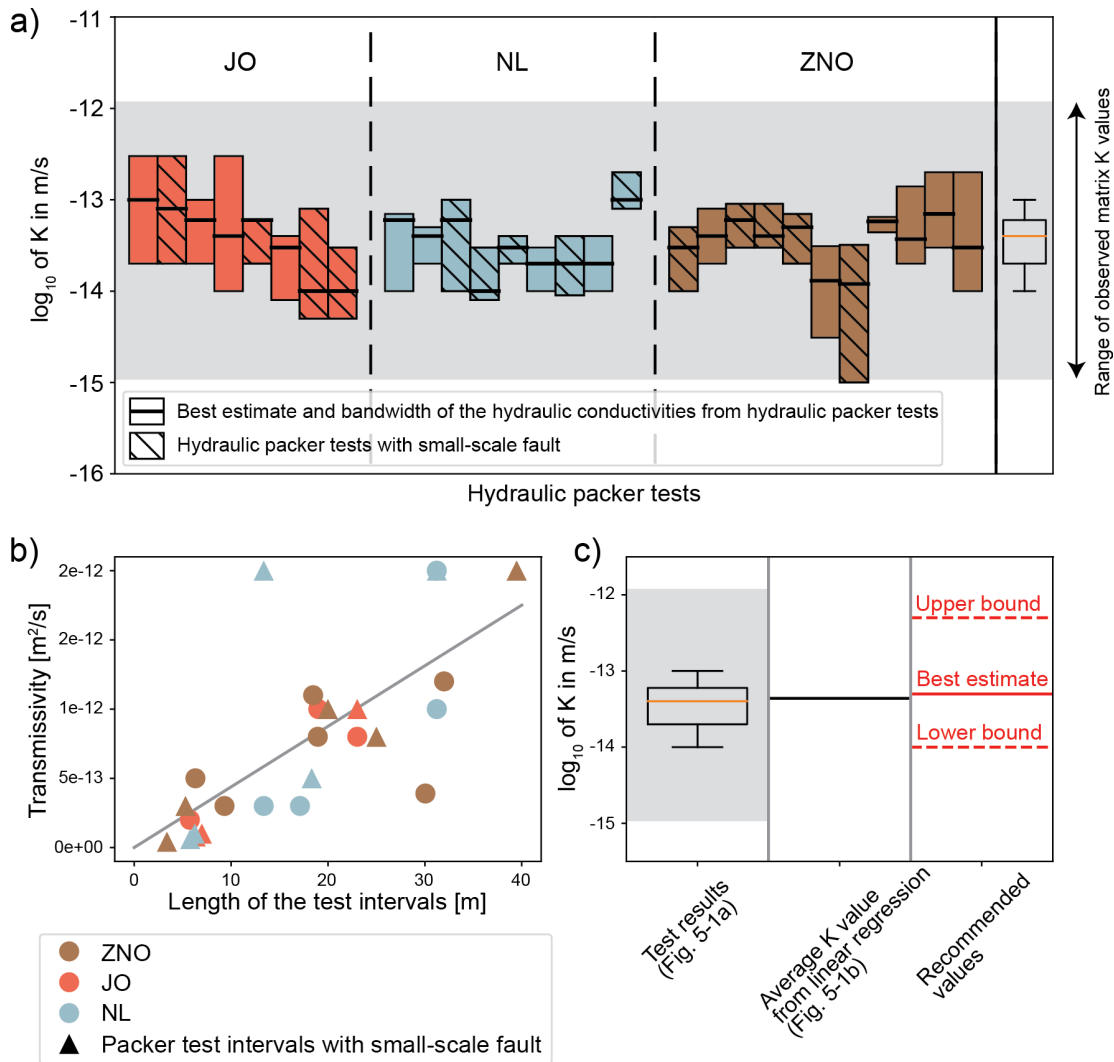 a)
-11
-12
-13
-14
-15
-16
log10 of K in m/s
JO
NL
ZNO
Range of observed matrix K values
Best estimate and bandwidth of the hydraulic conductivities from hydraulic packer tests
Hydraulic packer tests with small-scale fault
Hydraulic packer tests
b)
2e-12
2e-12
1e-12
5e-13
0e+00
Transmissivity [m²/s]
0
10
20
30
40
Length of the test intervals [m]
ZNO
JO
NL
Packer test intervals with small-scale fault
c)
-12
-13
-14
-15
log10 of K in m/s
Upper bound
Best estimate
Lower bound
Test results
(Fig. 5-1a)
Average K value
from linear regression
(Fig. 5-1b)
Recommended
values